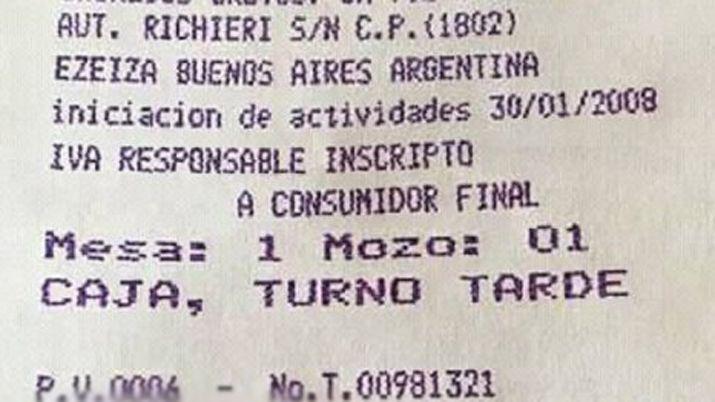 AUT. RICHIERI S/N C.P.(1802)
EZEIZA BUENOS AIRES ARGENTINA
iniciacion de actividades 30/01/2008
IVA RESPONSABLE INSCRIPTO
A CONSUMIDOR FINAL
Mesa: 1 Mozo: 01
CAJA, TURNO TARDE
P.V.0006 - No.T.00981321